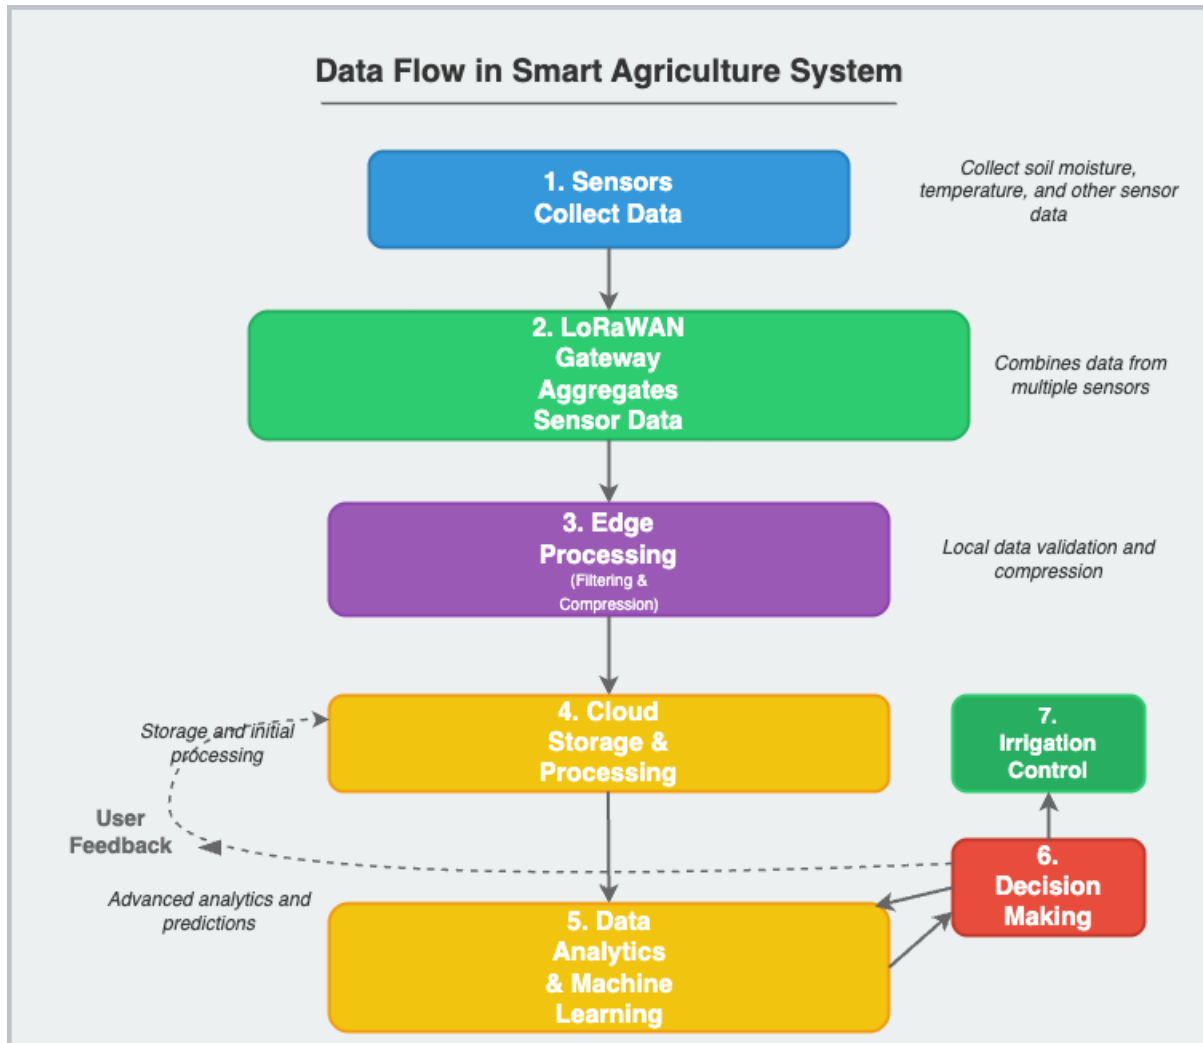 Data Flow in Smart Agriculture System
1. Sensors
Collect Data
Collect soil moisture,
temperature, and other sensor
data
2. LoRaWAN
Gateway
Aggregates
Sensor Data
Combines data from
multiple sensors
3. Edge
Processing
(Filtering &
Compression)
Local data validation and
compression
Storage and initial
processing
4. Cloud
Storage &
Processing
7.
Irrigation
Control
User
Feedback
6.
Decision
Making
Advanced analytics and
predictions
5. Data
Analytics
& Machine
Learning